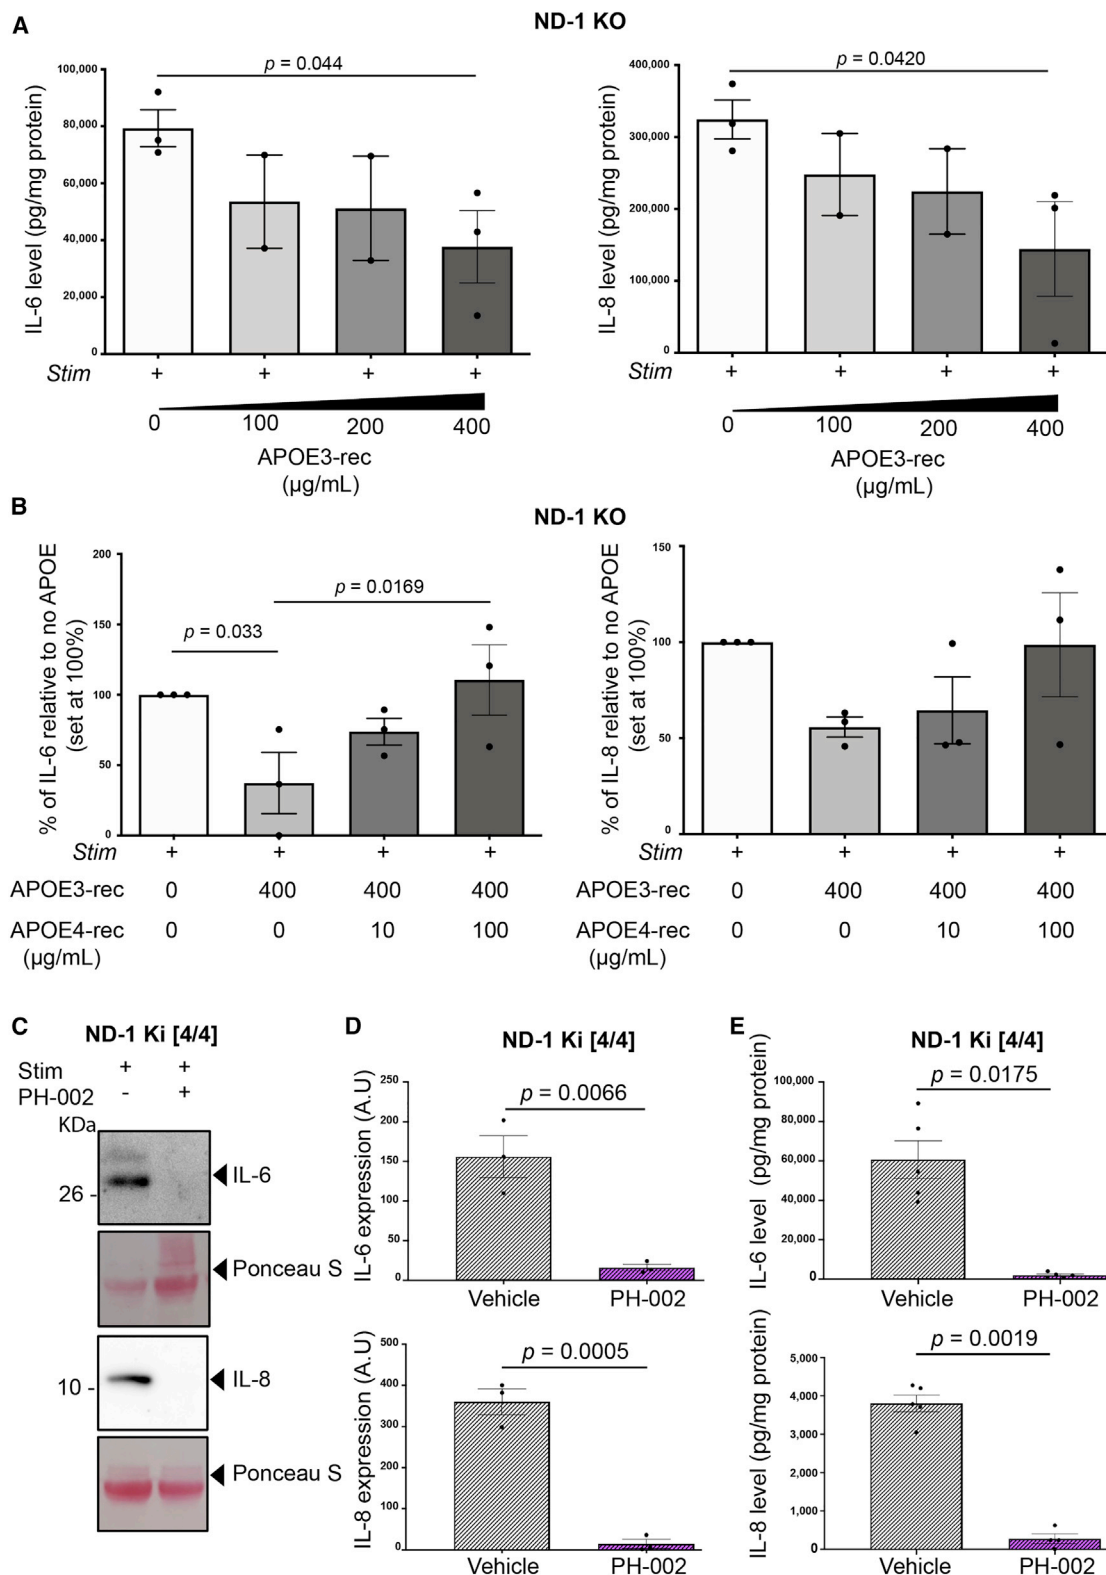 A
ND-1 KO
IL-6 level (pg/mg protein)
100,000
80,000
60,000
40,000
20,000
0
p = 0.044
Stim + + + +
0 100 200 400
APOE3-rec
(µg/mL)
IL-8 level (pg/mg protein)
400,000
300,000
200,000
100,000
0
p = 0.0420
Stim + + + +
0 100 200 400
APOE3-rec
(µg/mL)
B
ND-1 KO
% of IL-6 relative to no APOE
(set at 100%)
200
150
100
50
0
p = 0.033
p = 0.0169
Stim + + + +
APOE3-rec 0 400 400 400
APOE4-rec 0 0 10 100
(µg/mL)
% of IL-8 relative to no APOE
(set at 100%)
150
100
50
0
Stim + + + +
APOE3-rec 0 400 400 400
APOE4-rec 0 0 10 100
(µg/mL)
C
ND-1 Ki [4/4]
Stim + +
PH-002 - +
KDa
26 -
IL-6
Ponceau S
10 -
IL-8
Ponceau S
D
ND-1 Ki [4/4]
IL-6 expression (A.U)
250
200
150
100
50
0
p = 0.0066
Vehicle PH-002
IL-8 expression (A.U)
500
400
300
200
100
0
p = 0.0005
Vehicle PH-002
E
ND-1 Ki [4/4]
IL-6 level (pg/mg protein)
100,000
80,000
60,000
40,000
20,000
0
p = 0.0175
Vehicle PH-002
IL-8 level (pg/mg protein)
5,000
4,000
3,000
2,000
1,000
0
p = 0.0019
Vehicle PH-002